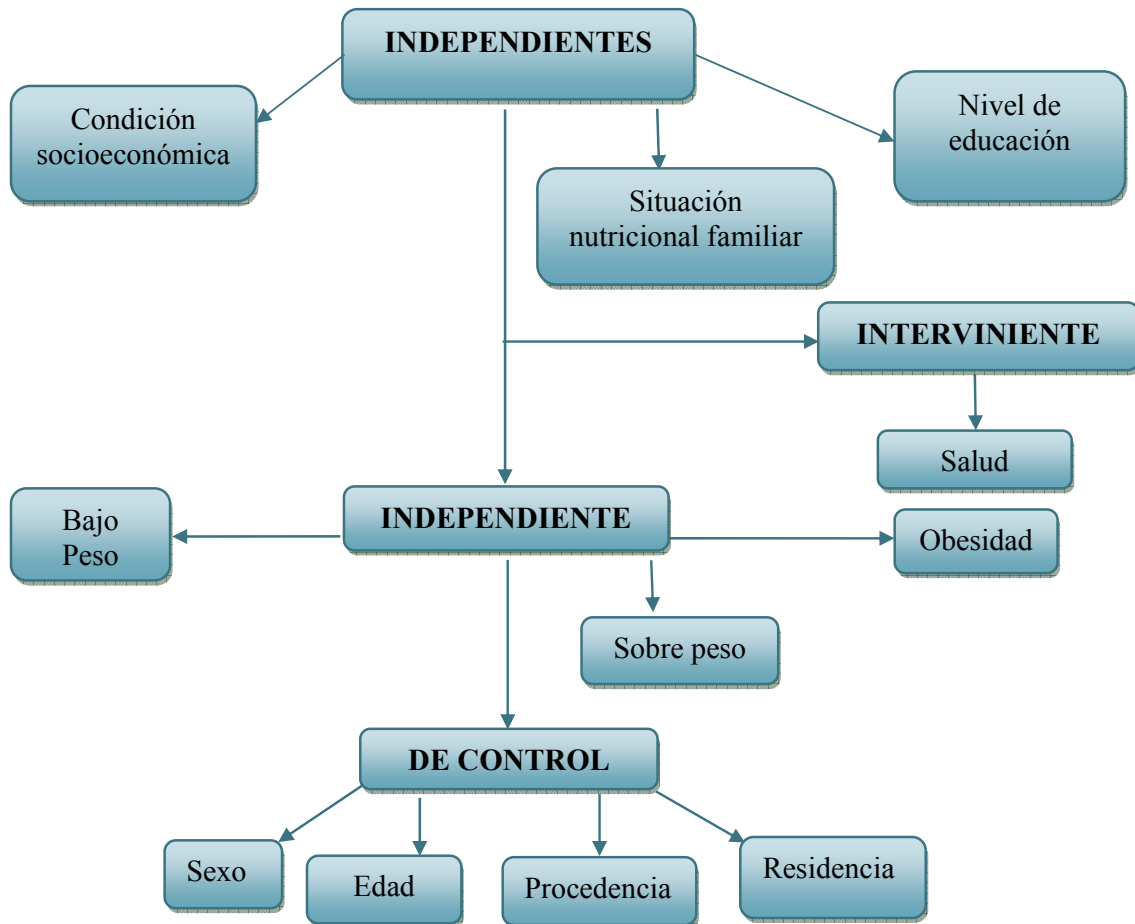 INDEPENDIENTES
Condición
socioeconómica
Nivel de
educación
Situación
nutricional familiar
INTERVINIENTE
Salud
Bajo
Peso
INDEPENDIENTE
Obesidad
Sobre peso
DE CONTROL
Sexo
Edad
Procedencia
Residencia